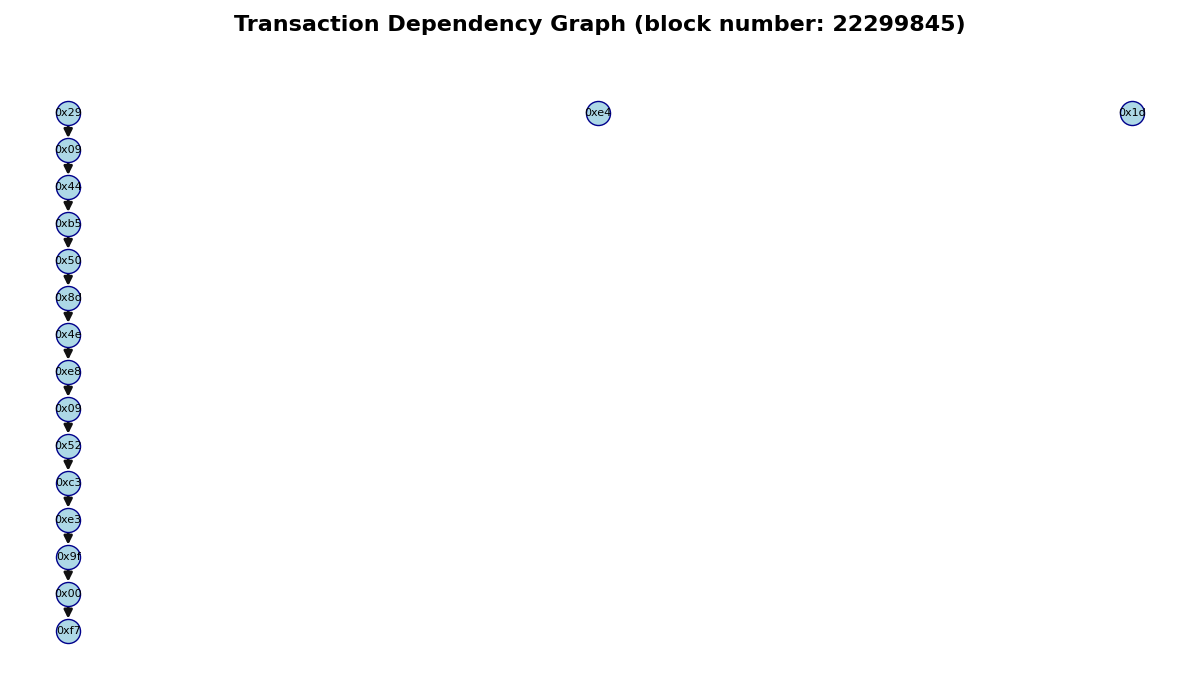 Transaction Dependency Graph (block number: 22299845)
0x29 0xe4 0x1d
0x09
0x44
0xb5
0x50
0x8d
0x4e
0xe8
0x09
0x52
0xc3
0xe3
0x9f
0x00
0xf7